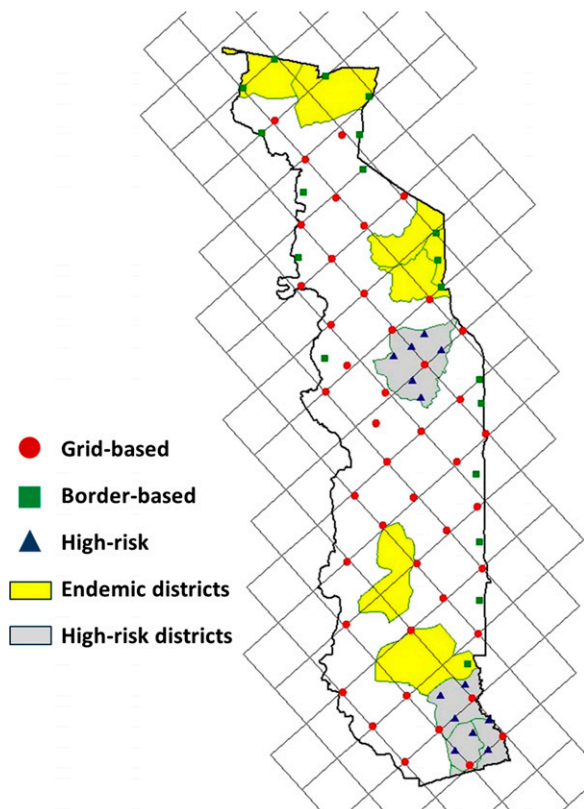 Grid-based
Border-based
High-risk
Endemic districts
High-risk districts